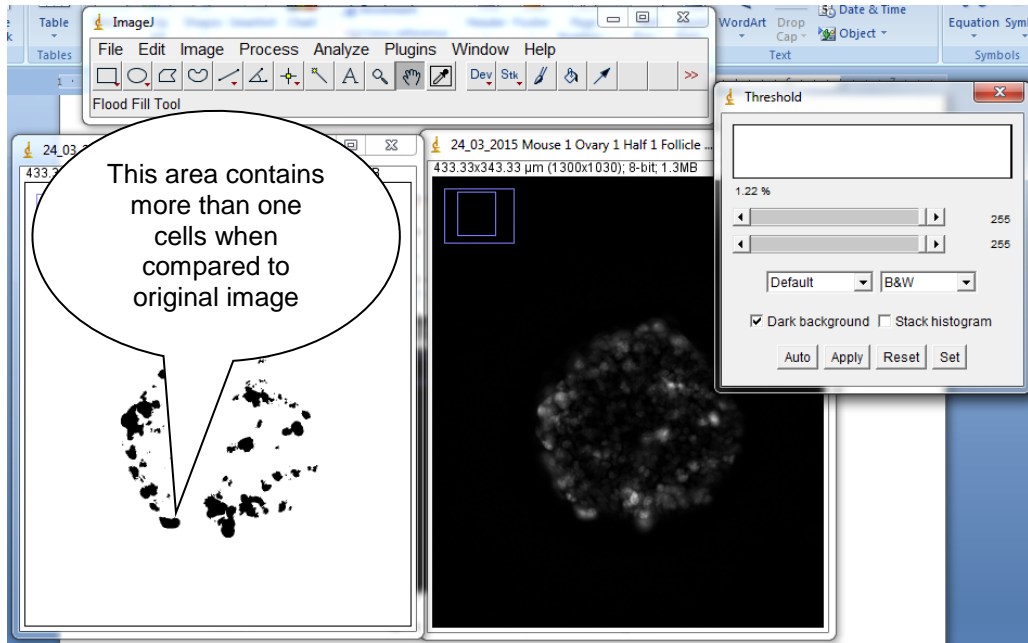 Table
Tables
ImageJ
WordArt
Drop
Cap
Date & Time
Object
Text
Equation
Symbols
File Edit Image Process Analyze Plugins Window Help
A Dev Stk >>
Flood Fill Tool
24_03
433.3
This area contains
more than one
cells when
compared to
original image
24_03_2015 Mouse 1 Ovary 1 Half 1 Follicle ...
433.33x343.33 µm (1300x1030); 8-bit; 1.3MB
Threshold
1.22 %
255
255
Default B&W
Dark background Stack histogram
Auto Apply Reset Set